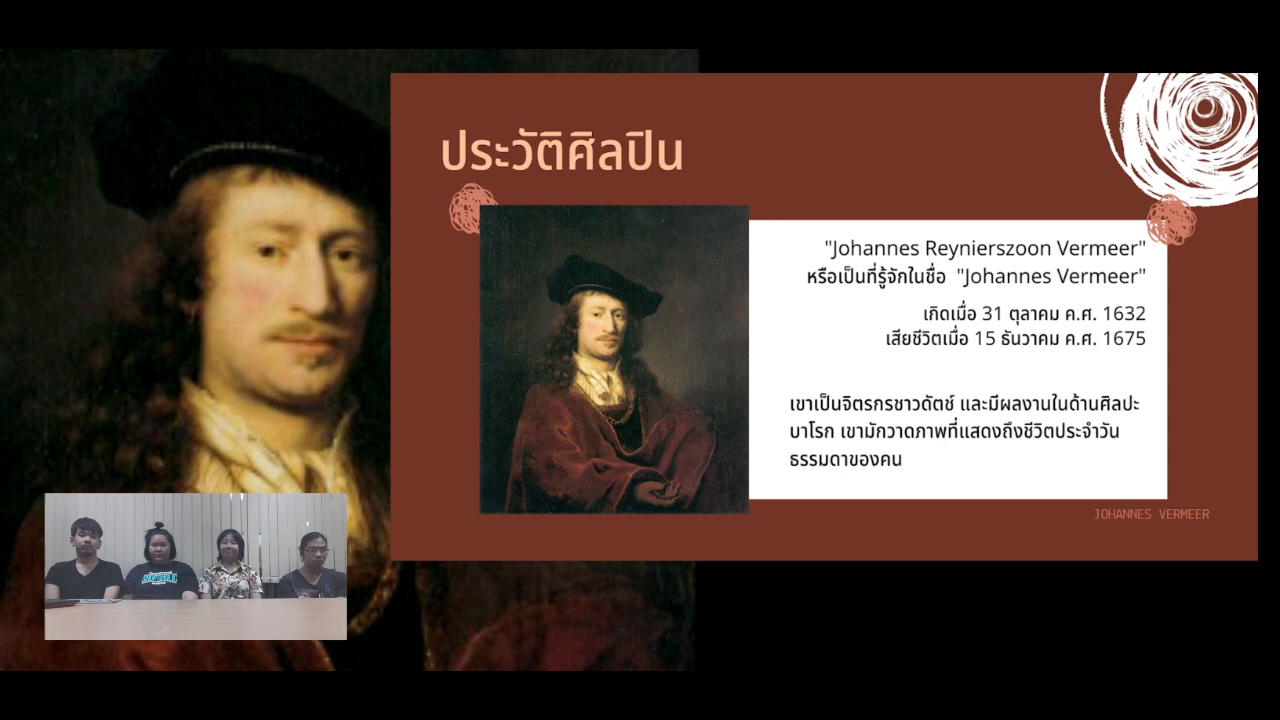 ประวัติศิลปิน
"Johannes Reynierszoon Vermeer"
หรือเป็นที่รู้จักในชื่อ "Johannes Vermeer"
เกิดเมื่อ 31 ตุลาคม ค.ศ. 1632
เสียชีวิตเมื่อ 15 ธันวาคม ค.ศ. 1675
เขาเป็นจิตรกรชาวดัตช์ และมีผลงานในด้านศิลปะ
บาโรก เขามักวาดภาพที่แสดงถึงชีวิตประจำวัน
ธรรมดาของคน
JOHANNES VERMEER